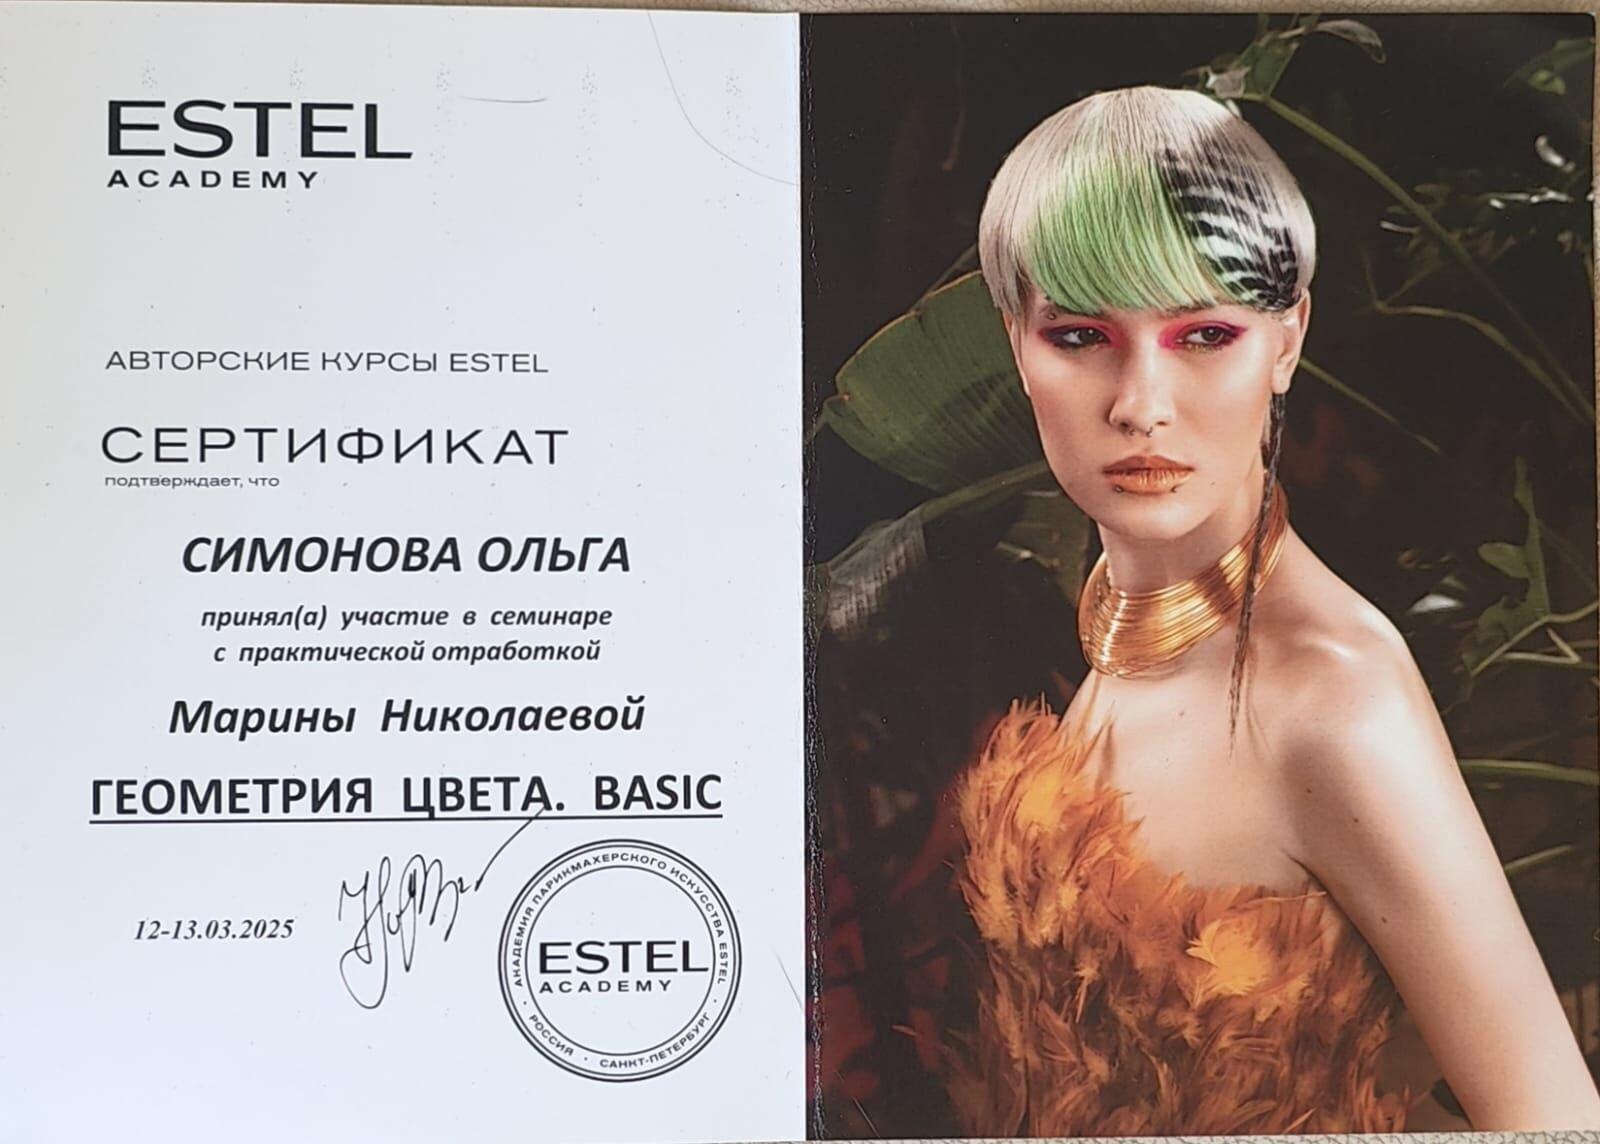 ESTEL
ACADEMY
АВТОРСКИЕ КУРСЫ ESTEL
СЕРТИФИКАТ
подтверждает, что
СИМОНОВА ОЛЬГА
принял(а) участие в семинаре
с практической отработкой
Марины Николаевой
ГЕОМЕТРИЯ ЦВЕТА. BASIC
12-13.03.2025
АКАДЕМИЯ ПАРИКМАХЕРСКОГО ИСКУССТВА ESTEL
ESTEL
ACADEMY
РОССИЯ · САНКТ-ПЕТЕРБУРГ